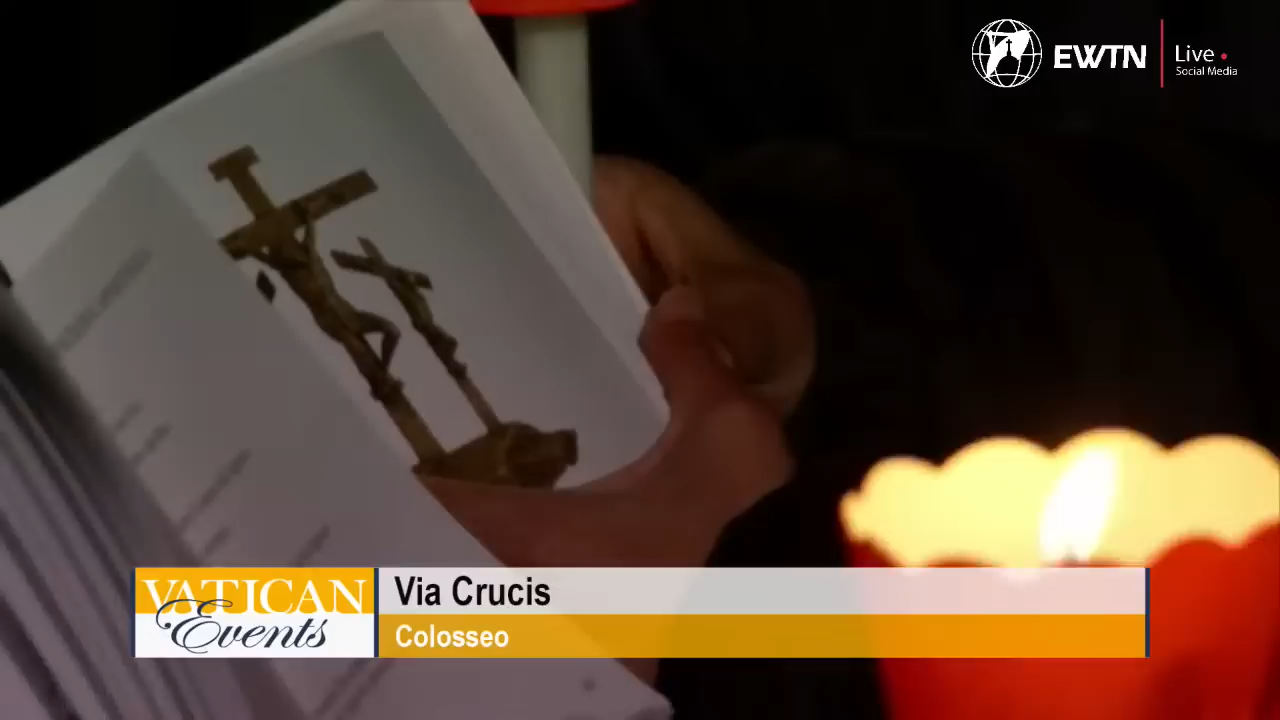 EWTN
Live
Social Media
VATICAN
Events
Via Crucis
Colosseo